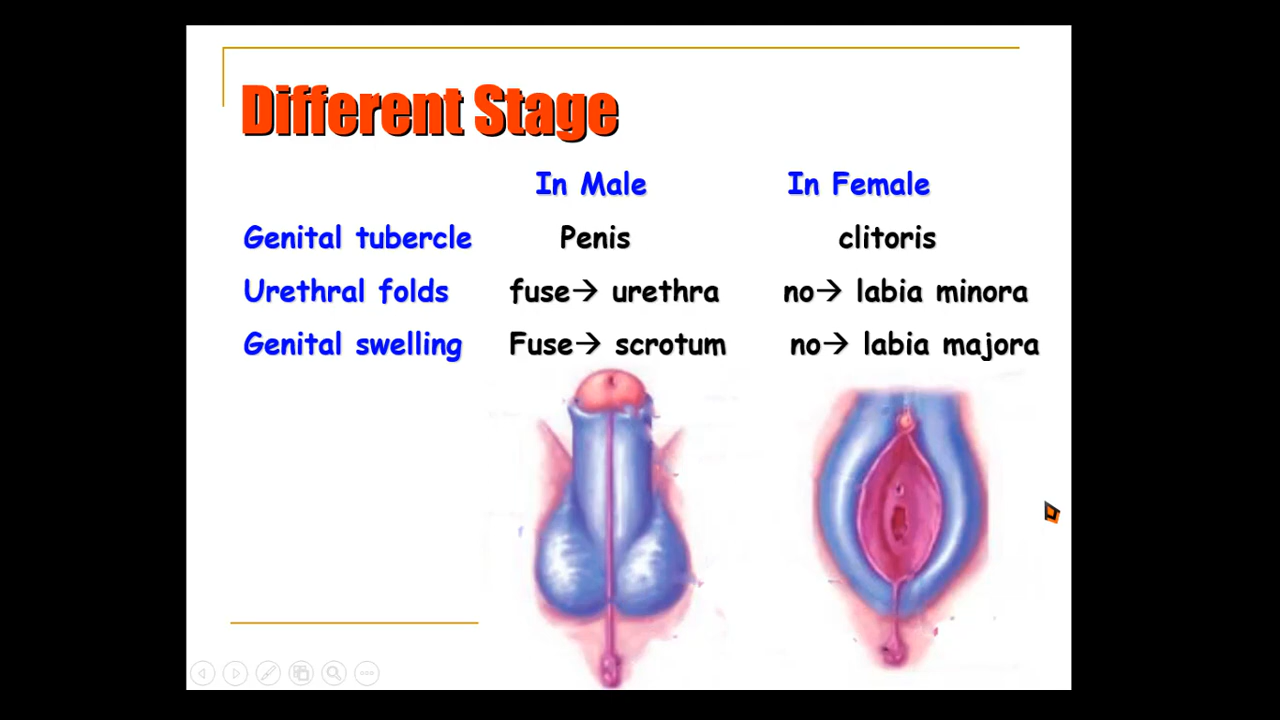 Different Stage
In Male In Female
Genital tubercle Penis clitoris
Urethral folds fuse→ urethra no→ labia minora
Genital swelling Fuse→ scrotum no→ labia majora